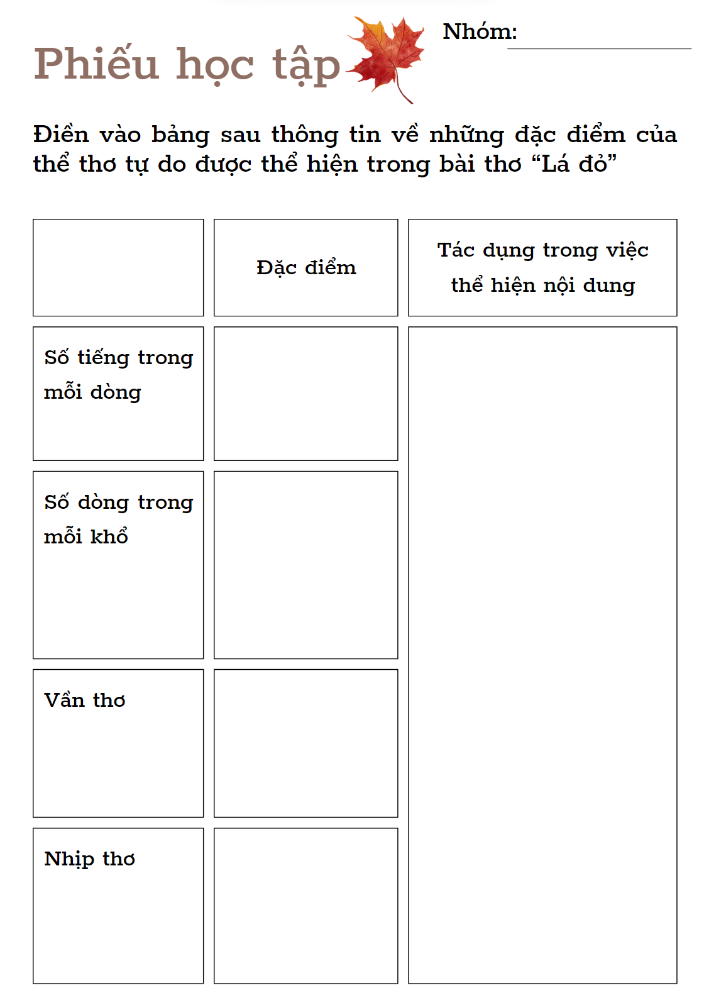 Nhóm:
Phiếu học tập
Điền vào bảng sau thông tin về những đặc điểm của
thể thơ tự do được thể hiện trong bài thơ “Lá đỏ”
Đặc điểm
Tác dụng trong việc
thể hiện nội dung
Số tiếng trong
mỗi dòng
Số dòng trong
mỗi khổ
Vần thơ
Nhịp thơ